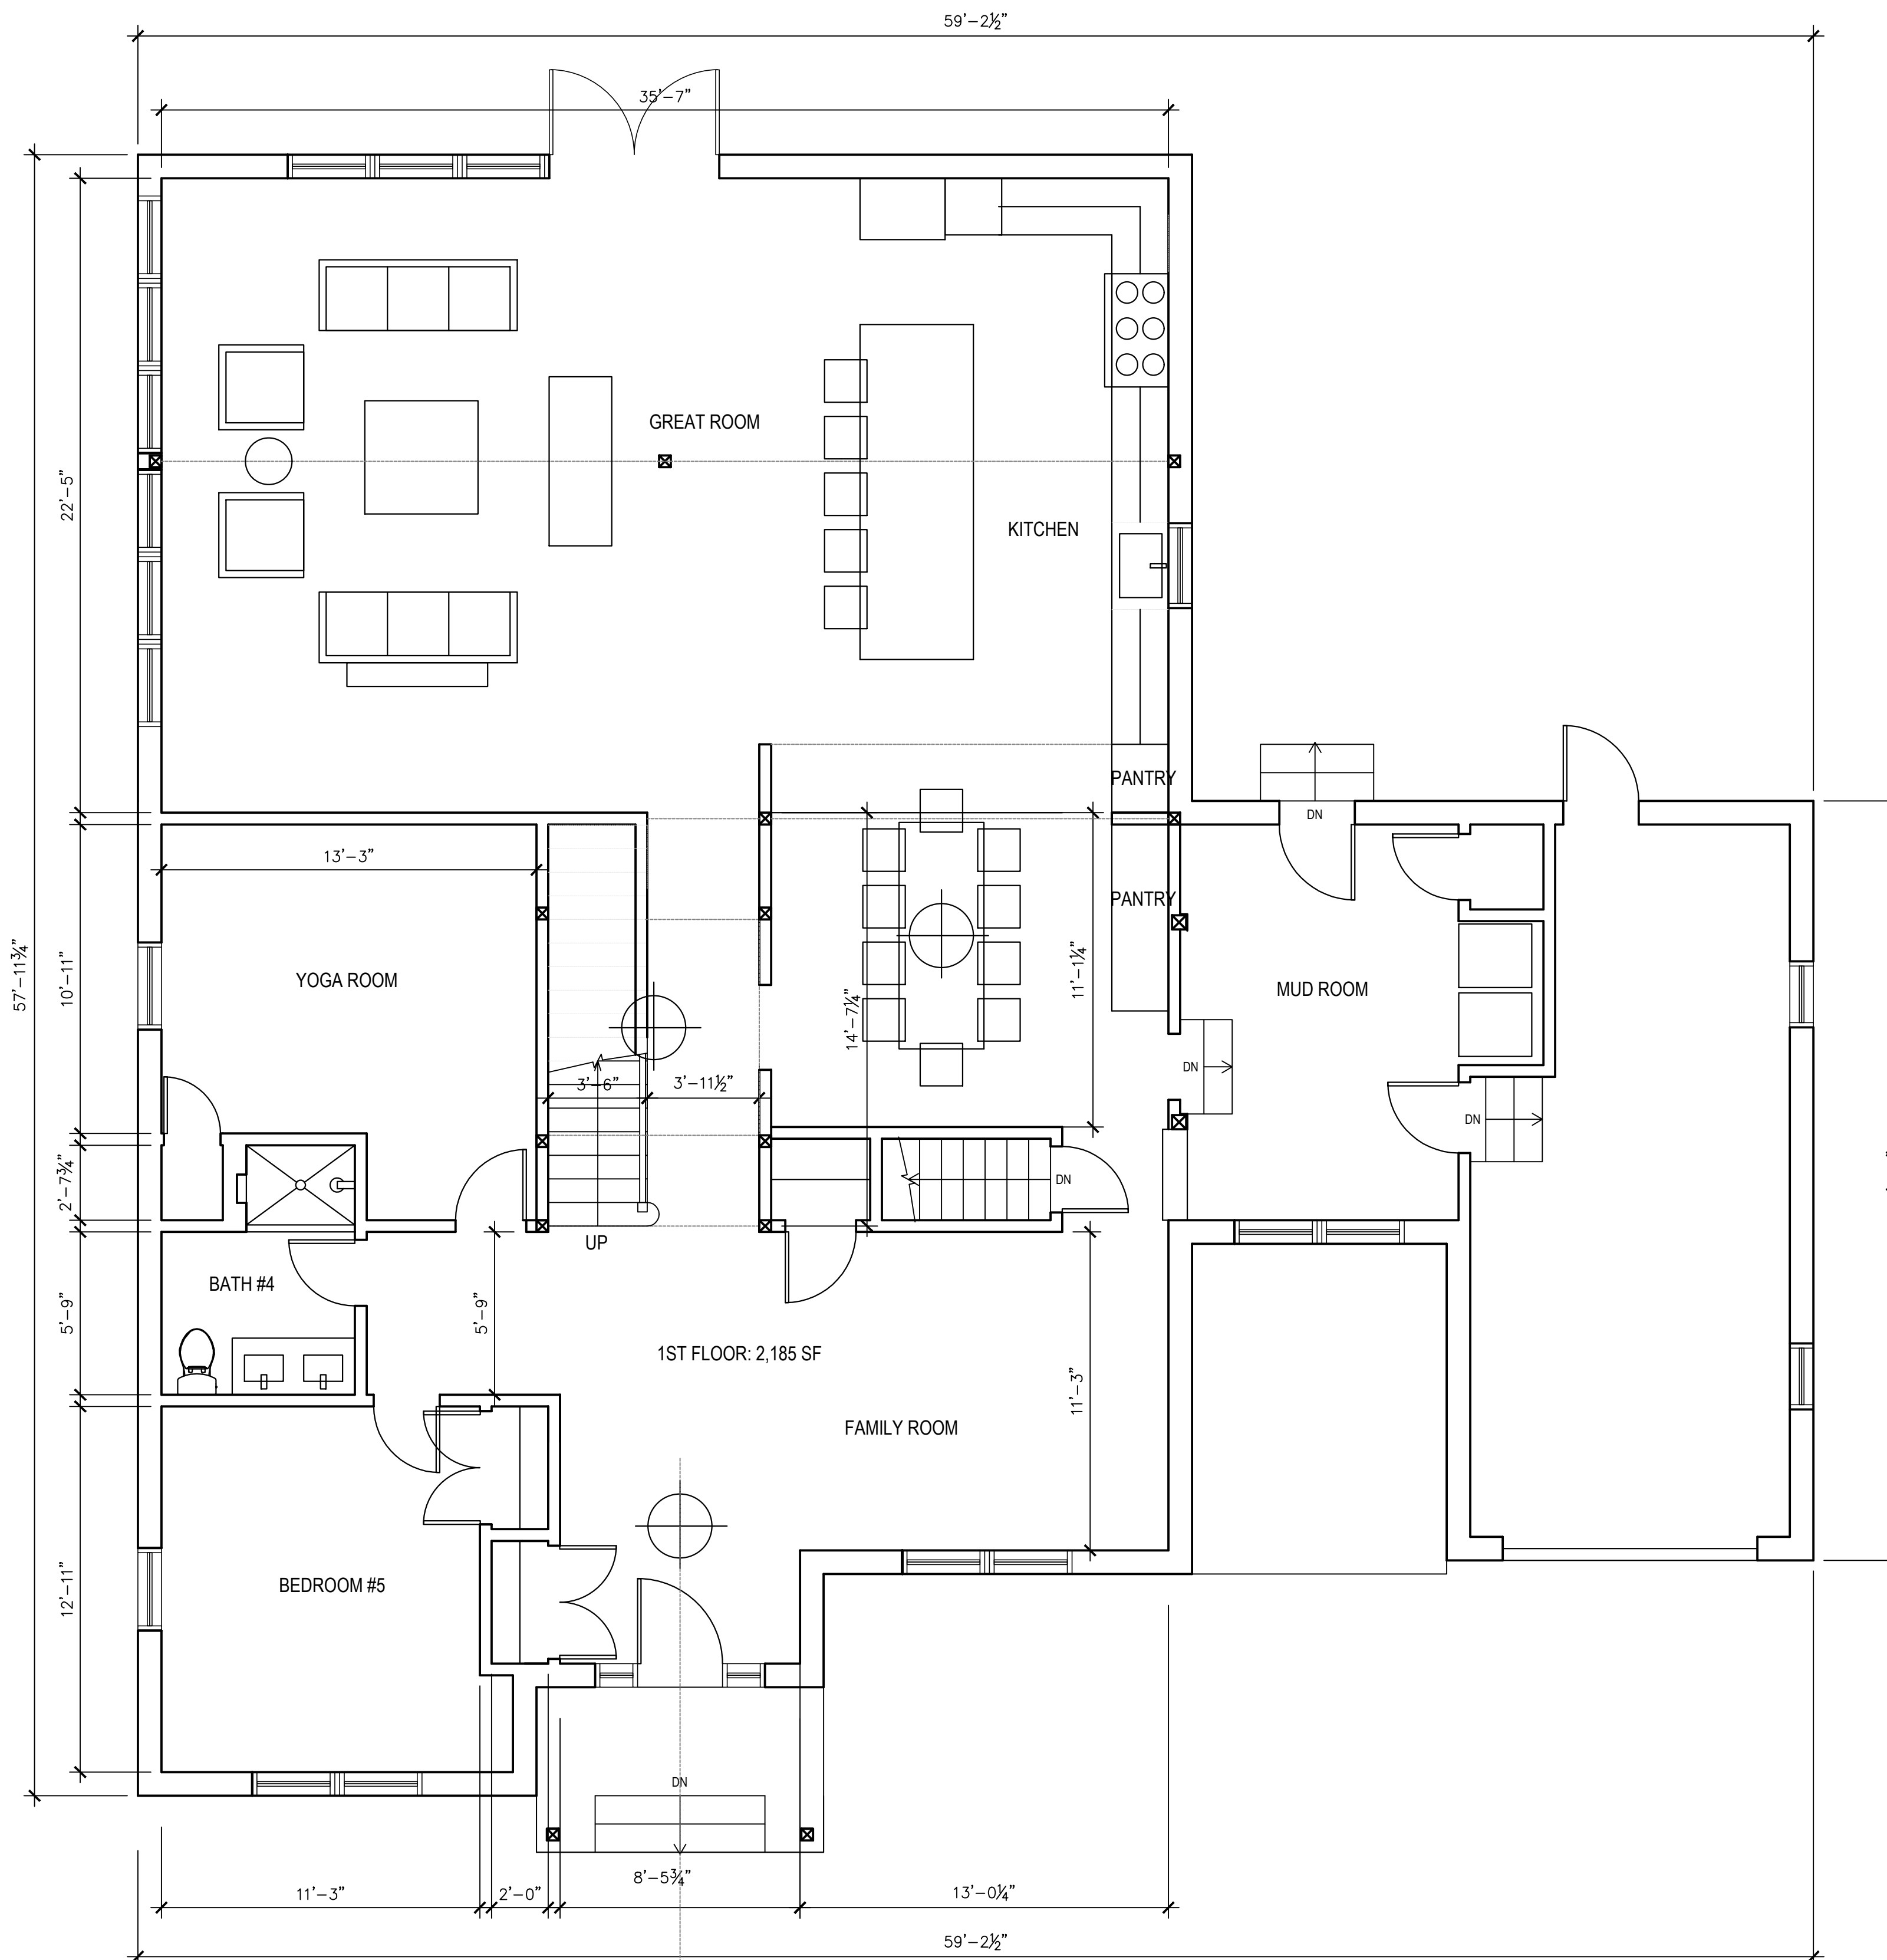 59'-2½"
35'-7"
GREAT ROOM
22'-5"
KITCHEN
PANTRY
DN
13'-3"
PANTRY
57'-11¾"
10'-11"
YOGA ROOM
14'-7¼"
11'-1¼"
MUD ROOM
DN
3'-6"
3'-11½"
DN
2'-7¾"
DN
UP
BATH #4
5'-9"
5'-9"
1ST FLOOR: 2,185 SF
11'-3"
FAMILY ROOM
12'-11"
BEDROOM #5
DN
11'-3"
2'-0"
8'-5¾"
13'-0¼"
59'-2½"